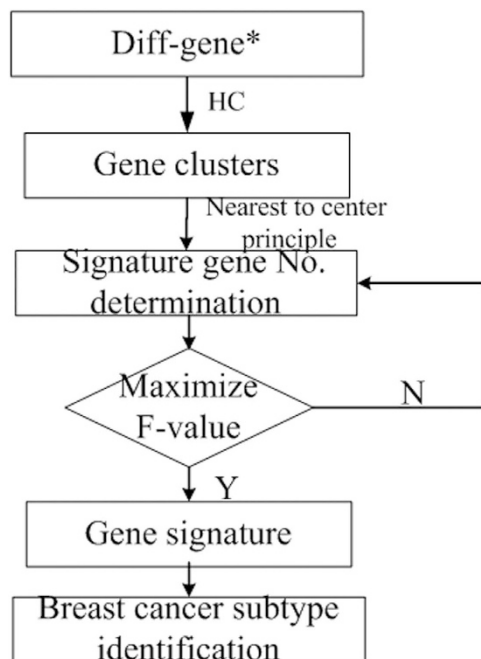 Diff-gene*
HC
Gene clusters
Nearest to center
principle
Signature gene No.
determination
Maximize
F-value
N
Y
Gene signature
Breast cancer subtype
identification